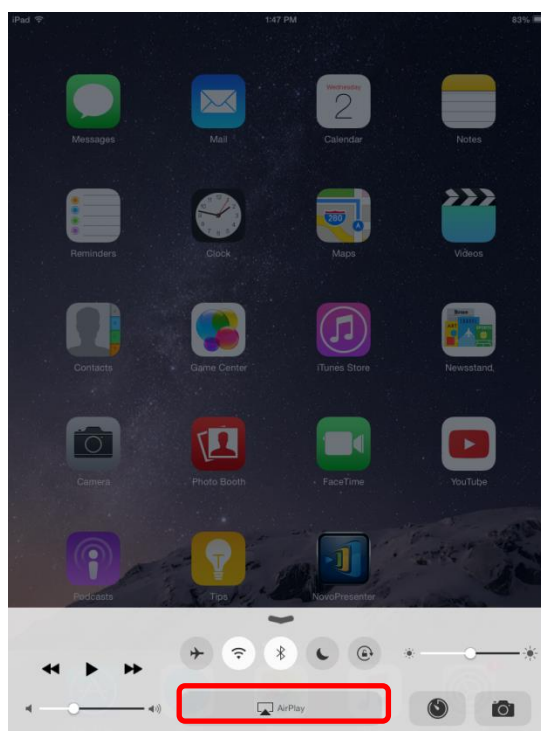 iPad 1:47 PM 83%
Wednesday
2
Messages Mail Calendar Notes
280
Reminders Clock Maps Videos
Contacts Game Center iTunes Store Newsstand
Camera Photo Booth FaceTime YouTube
Podcasts Tips NovoPresenter
AirPlay